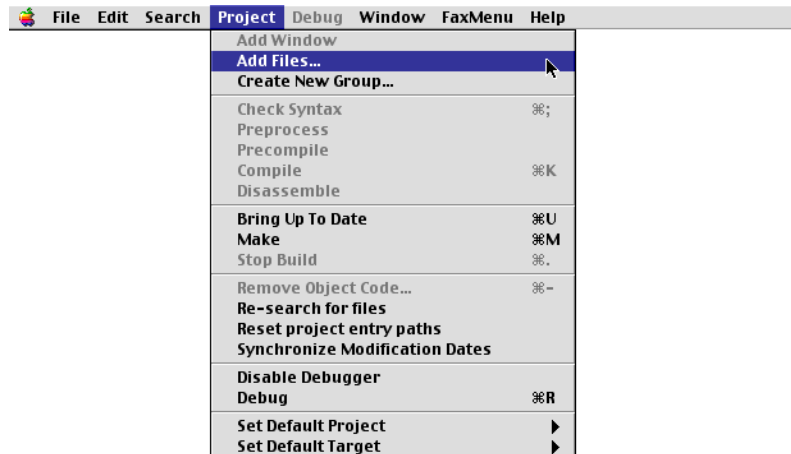 File Edit Search Project Debug Window FaxMenu Help
Add Window
Add Files...
Create New Group...
Check Syntax ⌘;
Preprocess
Precompile
Compile ⌘K
Disassemble
Bring Up To Date ⌘U
Make ⌘M
Stop Build ⌘.
Remove Object Code... ⌘-
Re-search for files
Reset project entry paths
Synchronize Modification Dates
Disable Debugger
Debug ⌘R
Set Default Project
Set Default Target